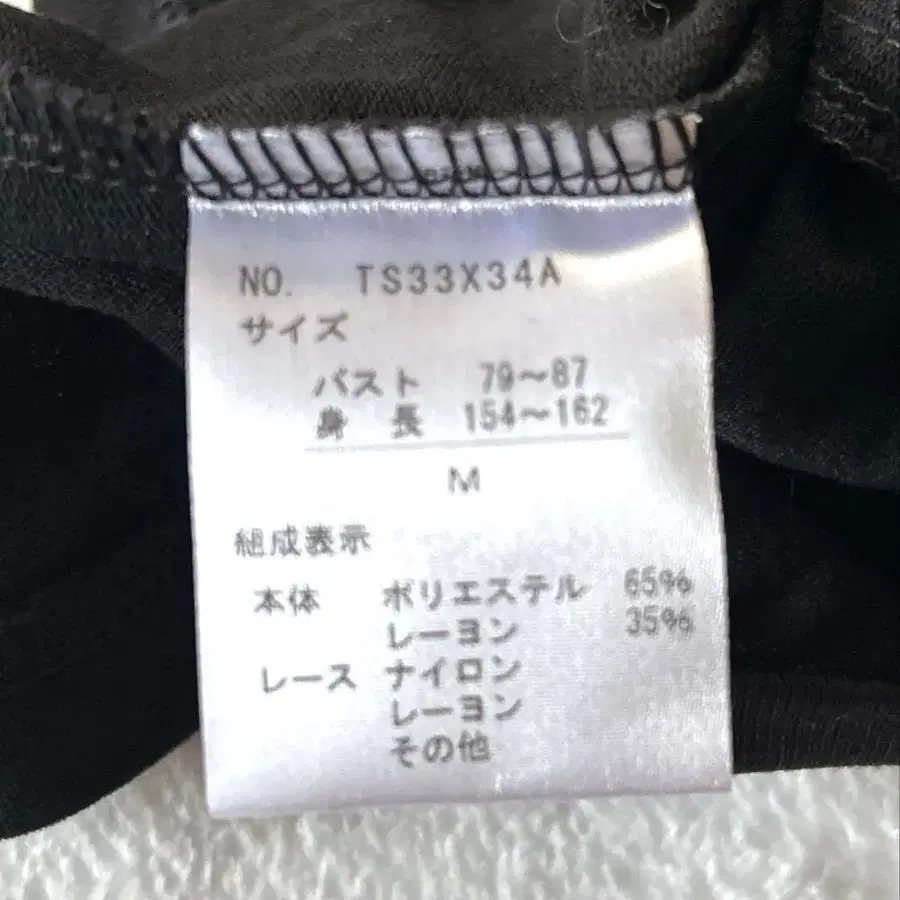 NO. TS33X34A
サイズ
バスト 79～87
身長 154～162
M
組成表示
本体 ポリエステル 65%
レーヨン 35%
レース ナイロン
レーヨン
その他